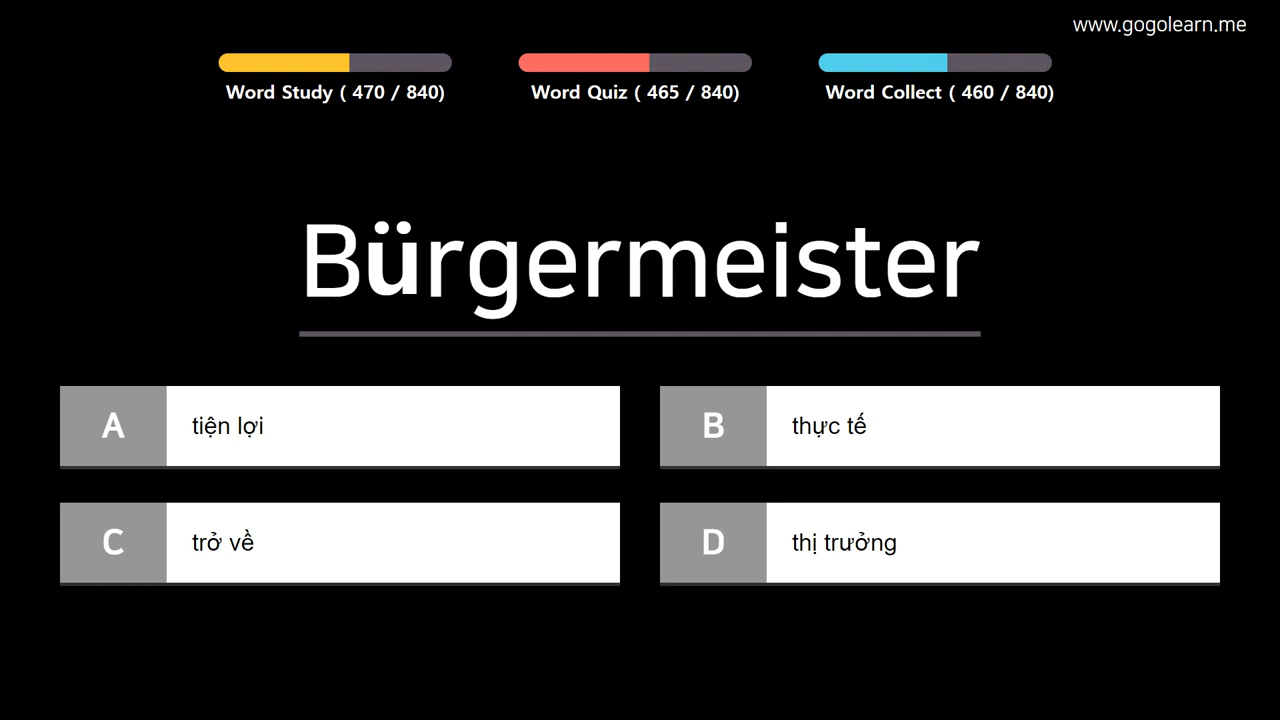 www.gogolearn.me
Word Study ( 470 / 840)
Word Quiz ( 465 / 840)
Word Collect ( 460 / 840)
Bürgermeister
A tiện lợi
B thực tế
C trở về
D thị trưởng